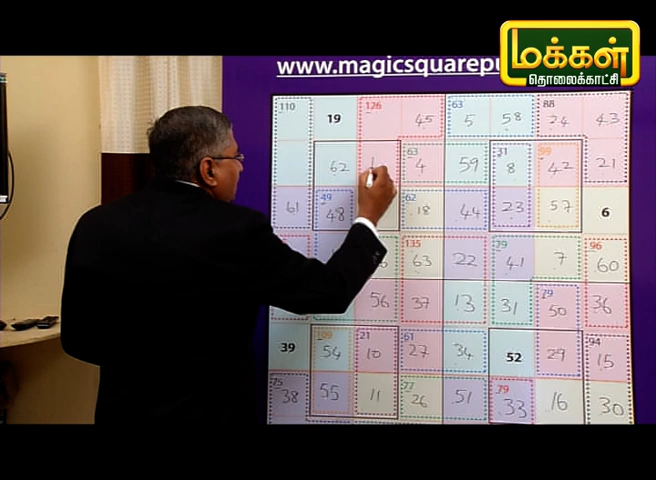 மக்கள்
தொலைக்காட்சி
www.magicsquarepu
110 126 63 88
19 45 5 58 24 43
63 31 99
62 1 4 59 8 42 21
49 62
61 48 18 44 23 57 6
135 29 96
63 22 41 7 60
79
56 37 13 31 50 36
109 21 61 94
39 54 10 27 34 52 29 15
75 77 79
38 55 11 26 51 33 16 30